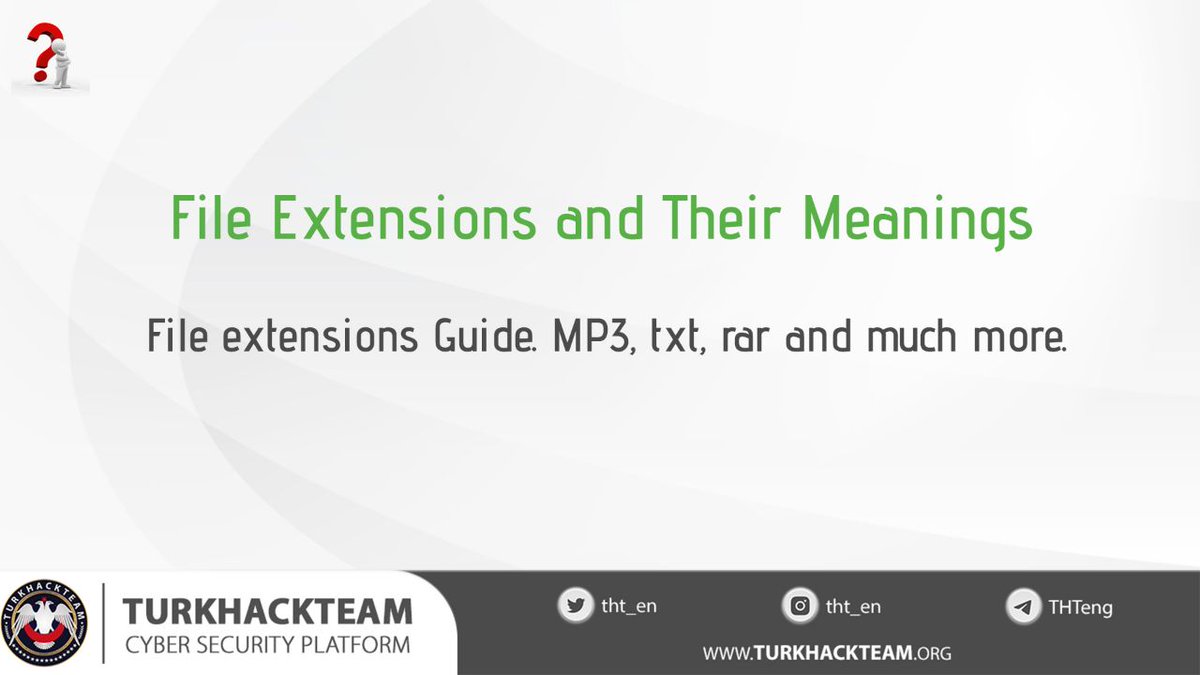 File Extensions and Their Meanings
File extensions Guide. MP3, txt, rar and much more.
TURKHACKTEAM
TURKHACKTEAM
CYBER SECURITY PLATFORM
tht_en
tht_en
THTeng
WWW.TURKHACKTEAM.ORG